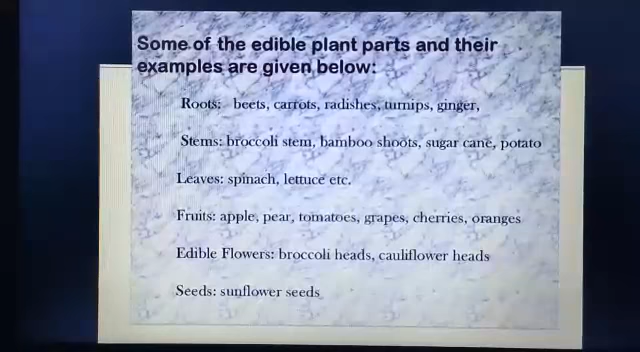 Some of the edible plant parts and their
examples are given below:
Roots: beets, carrots, radishes, turnips, ginger,
Stems: broccoli stem, bamboo shoots, sugar cane, potato
Leaves: spinach, lettuce etc.
Fruits: apple, pear, tomatoes, grapes, cherries, oranges
Edible Flowers: broccoli heads, cauliflower heads
Seeds: sunflower seeds